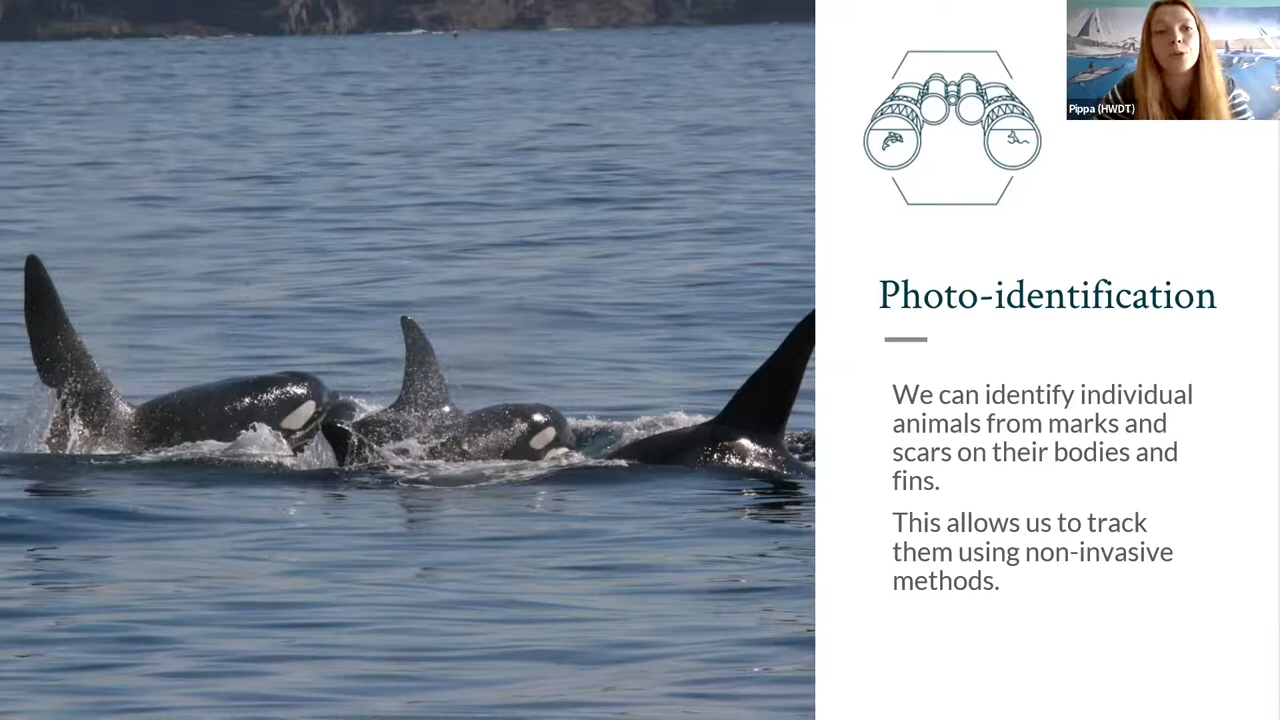 Pippa (HWDT)
Photo-identification
We can identify individual
animals from marks and
scars on their bodies and
fins.
This allows us to track
them using non-invasive
methods.